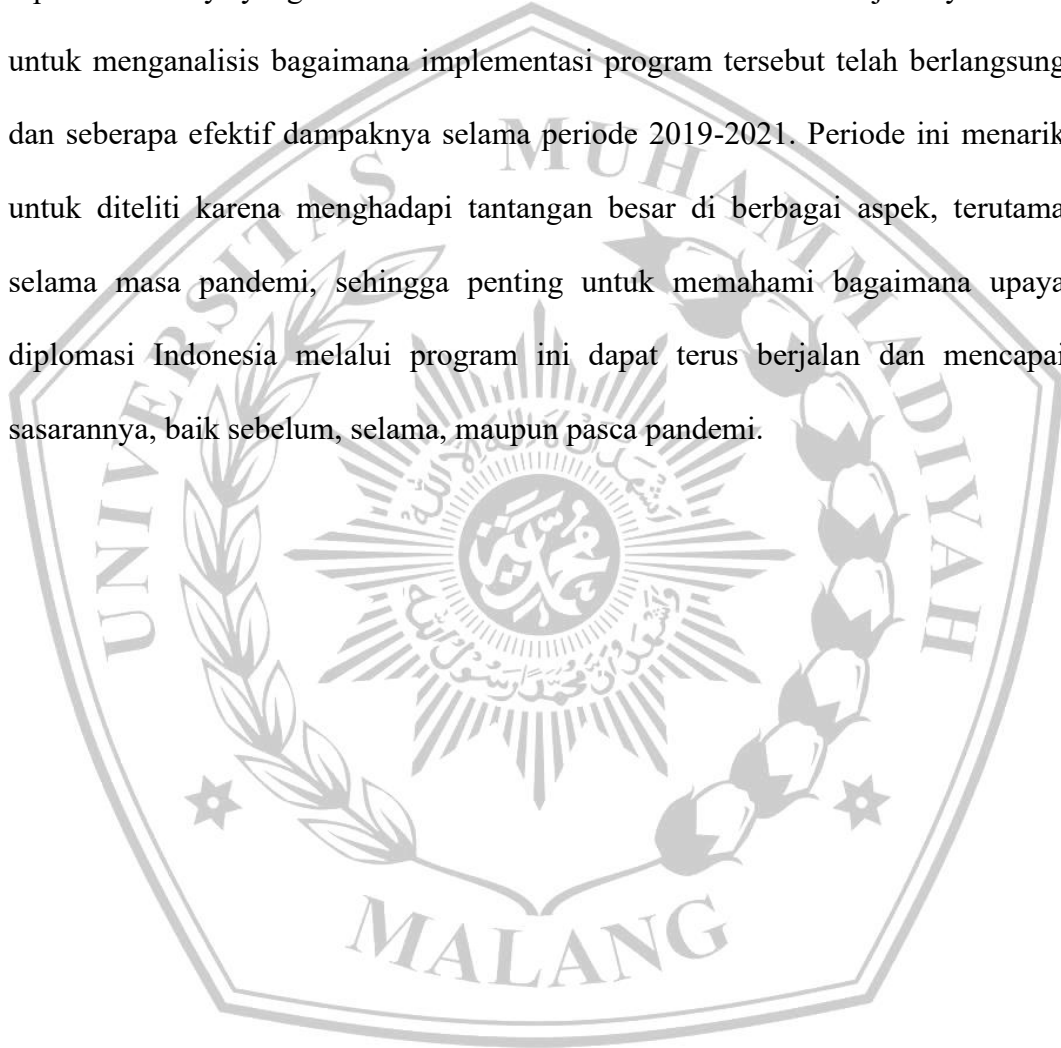 untuk menganalisis bagaimana implementasi program tersebut telah berlangsung
dan seberapa efektif dampaknya selama periode 2019-2021. Periode ini menarik
untuk diteliti karena menghadapi tantangan besar di berbagai aspek, terutama
selama masa pandemi, sehingga penting untuk memahami bagaimana upaya
diplomasi Indonesia melalui program ini dapat terus berjalan dan mencapai
sasarannya, baik sebelum, selama, maupun pasca pandemi.
UNIVERSITAS MUHAMMADIYAH
MALANG